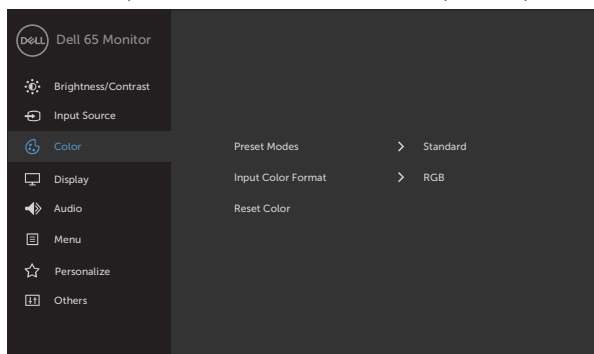 DELL
Dell 65 Monitor
Brightness/Contrast
Input Source
Color
Preset Modes > Standard
Display
Input Color Format > RGB
Audio
Reset Color
Menu
Personalize
Others